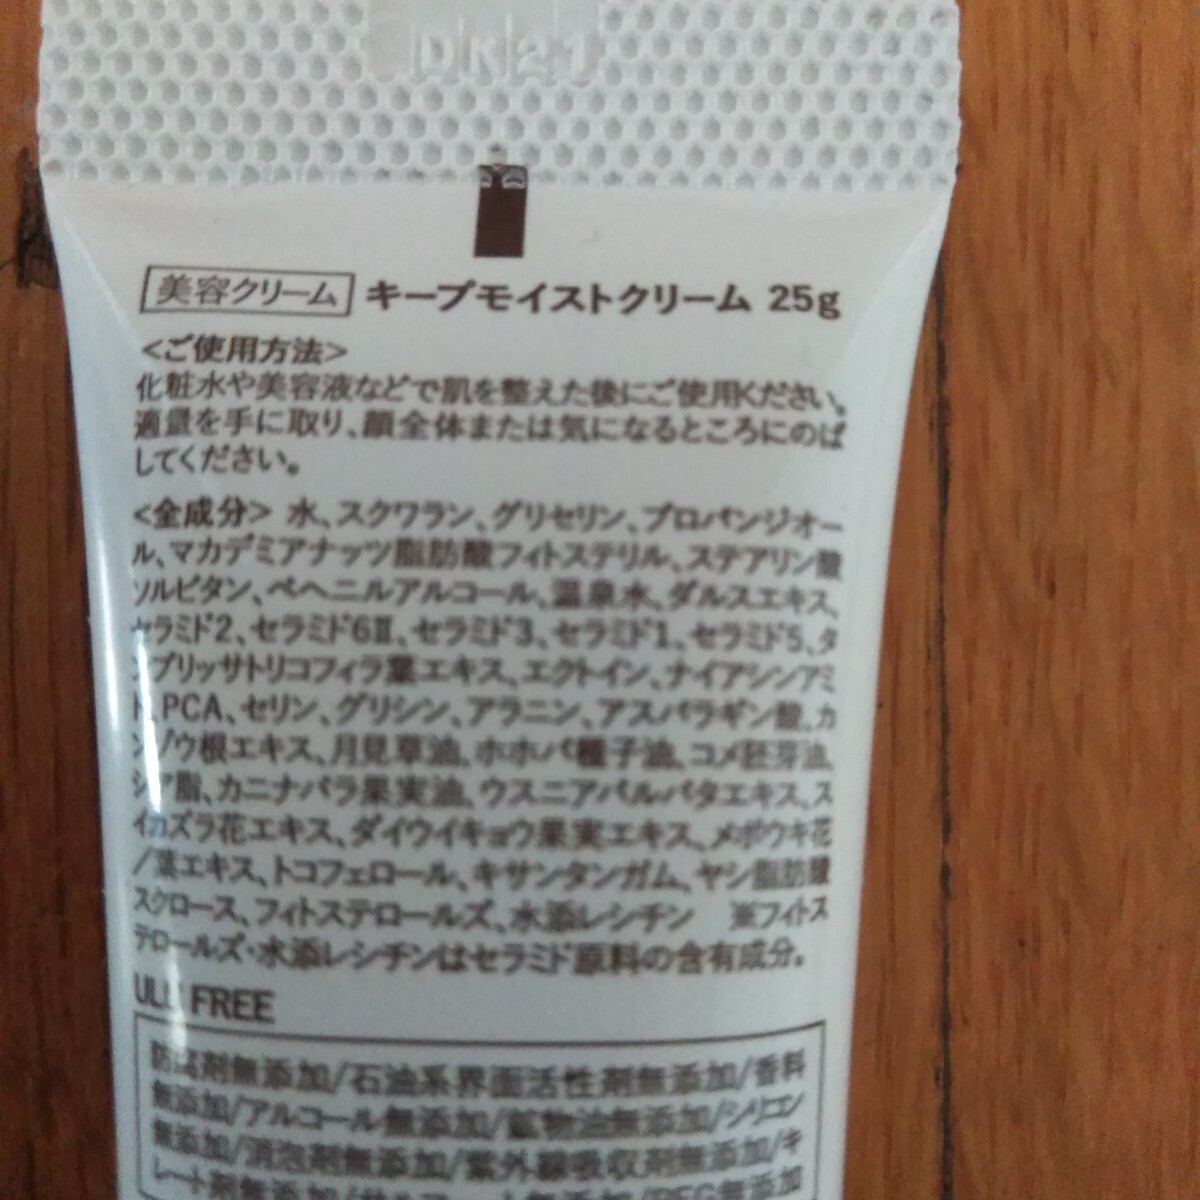 DK21
美容クリーム キープモイストクリーム 25g
<ご使用方法>
化粧水や美容液などで肌を整えた後にご使用ください。
適量を手に取り、顔全体または気になるところにのば
してください。
<全成分> 水、スクワラン、グリセリン、プロパンジオー
ル、マカデミアナッツ脂肪酸フィトステリル、ステアリン酸
ソルビタン、ベヘニルアルコール、温泉水、ダルスエキス、
セラミド2、セラミド6Ⅱ、セラミド3、セラミド1、セラミド5、タ
ンブリッサトリコフィラ葉エキス、エクトイン、ナイアシンアミ
ド、PCA、セリン、グリシン、アラニン、アスパラギン酸、カ
ンゾウ根エキス、月見草油、ホホバ種子油、コメ胚芽油、
シア脂、カニナバラ果実油、ウスニアバルバタエキス、ス
イカズラ花エキス、ダイウイキョウ果実エキス、メボウキ花
/葉エキス、トコフェロール、キサンタンガム、ヤシ脂肪酸
スクロース、フィトステロールズ、水添レシチン ※フィトス
テロールズ・水添レシチンはセラミド原料の含有成分。
FREE
防腐剤無添加/石油系界面活性剤無添加/香料
無添加/アルコール無添加/鉱物油無添加/シリコン
無添加/消泡剤無添加/紫外線吸収剤無添加/キ
レート剤無添加/サルフェート無添加/PEG無添加